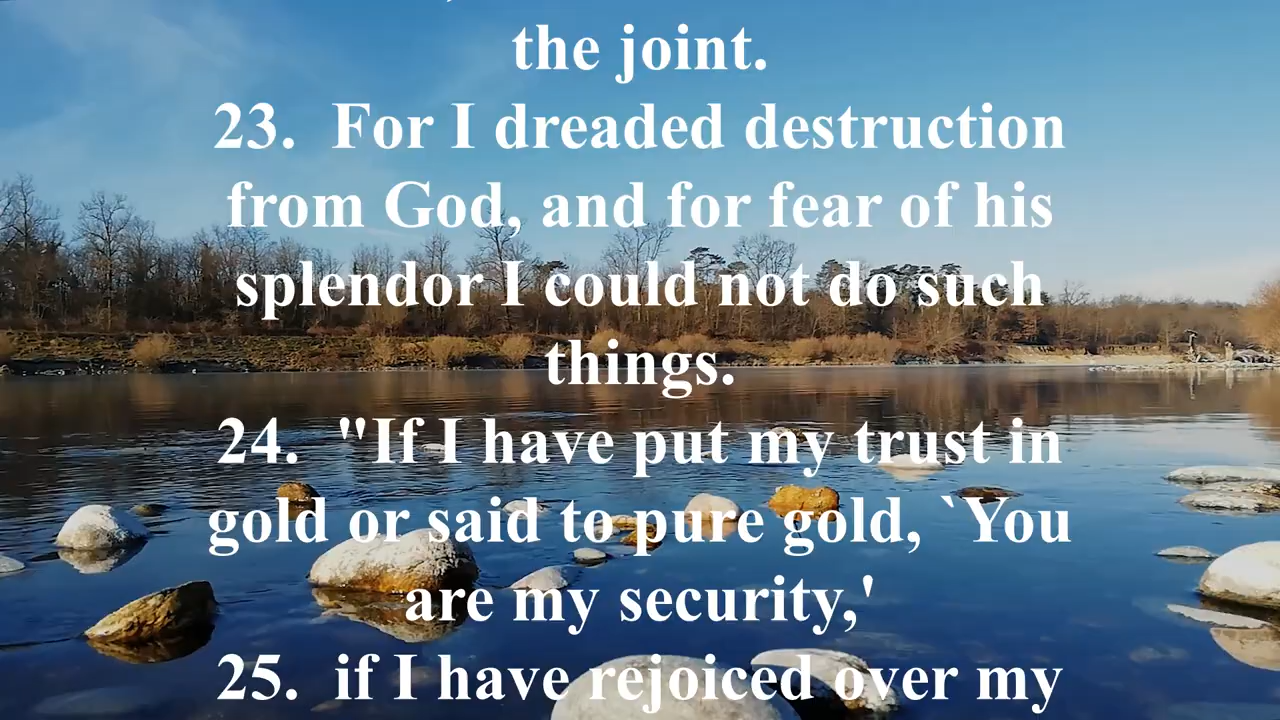 the joint.
23. For I dreaded destruction
from God, and for fear of his
splendor I could not do such
things.
24. "If I have put my trust in
gold or said to pure gold, `You
are my security,'
25. if I have rejoiced over my